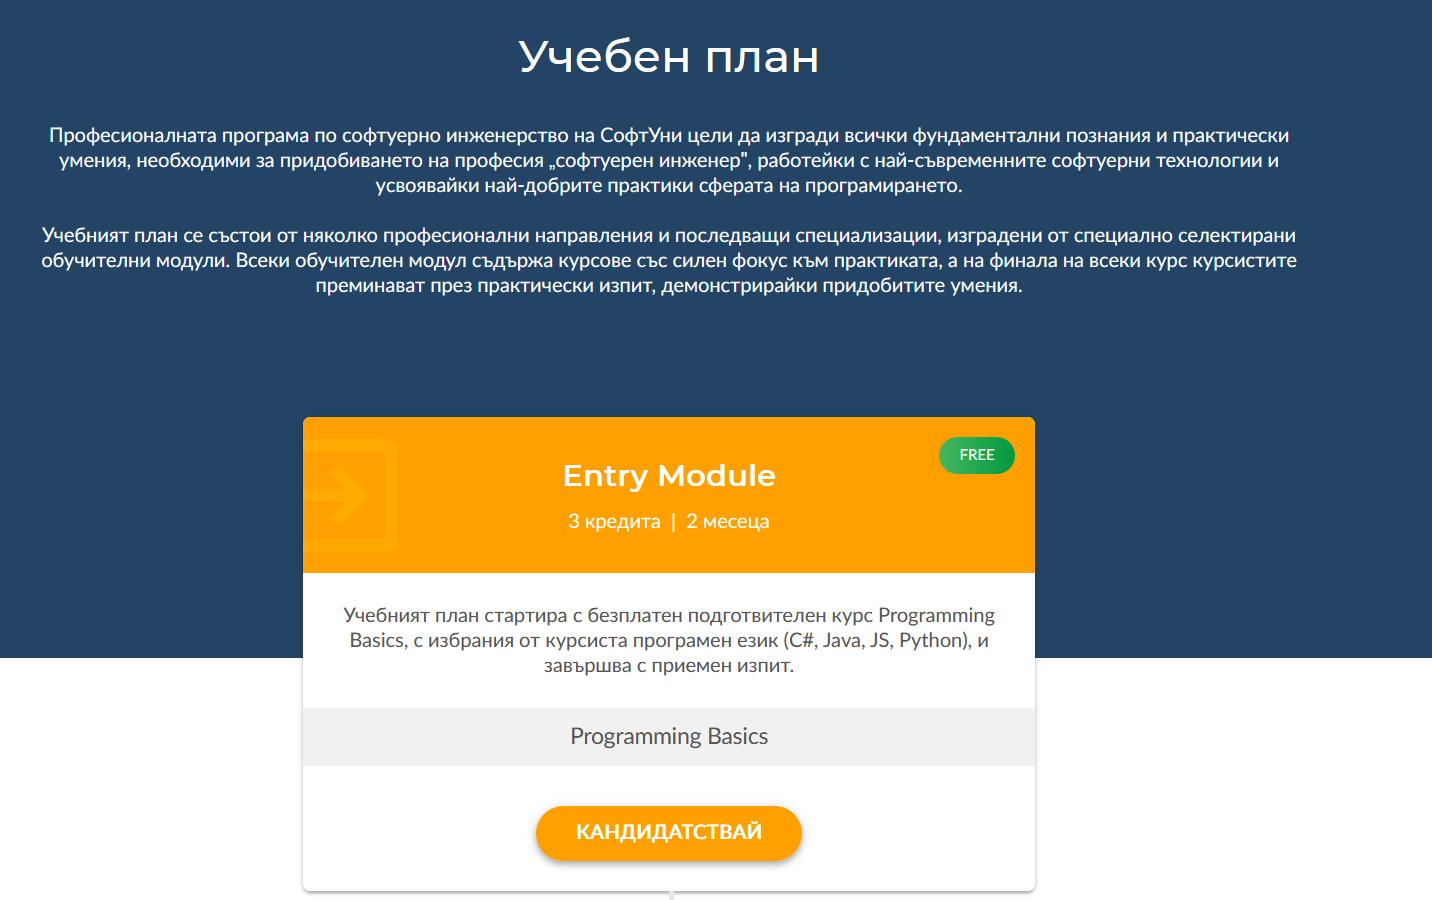 Учебен план
Професионалната програма по софтуерно инженерство на СофтУни цели да изгради всички фундаментални познания и практически
умения, необходими за придобиването на професия „софтуерен инженер", работейки с най-съвременните софтуерни технологии и
усвоявайки най-добрите практики сферата на програмирането.
Учебният план се състои от няколко професионални направления и последващи специализации, изградени от специално селектирани
обучителни модули. Всеки обучителен модул съдържа курсове със силен фокус към практиката, а на финала на всеки курс курсистите
преминават през практически изпит, демонстрирайки придобитите умения.
FREE
Entry Module
3 кредита | 2 месеца
Учебният план стартира с безплатен подготвителен курс Programming
Basics, с избрания от курсиста програмен език (C#, Java, JS, Python), и
завършва с приемен изпит.
Programming Basics
КАНДИДАТСТВАЙ